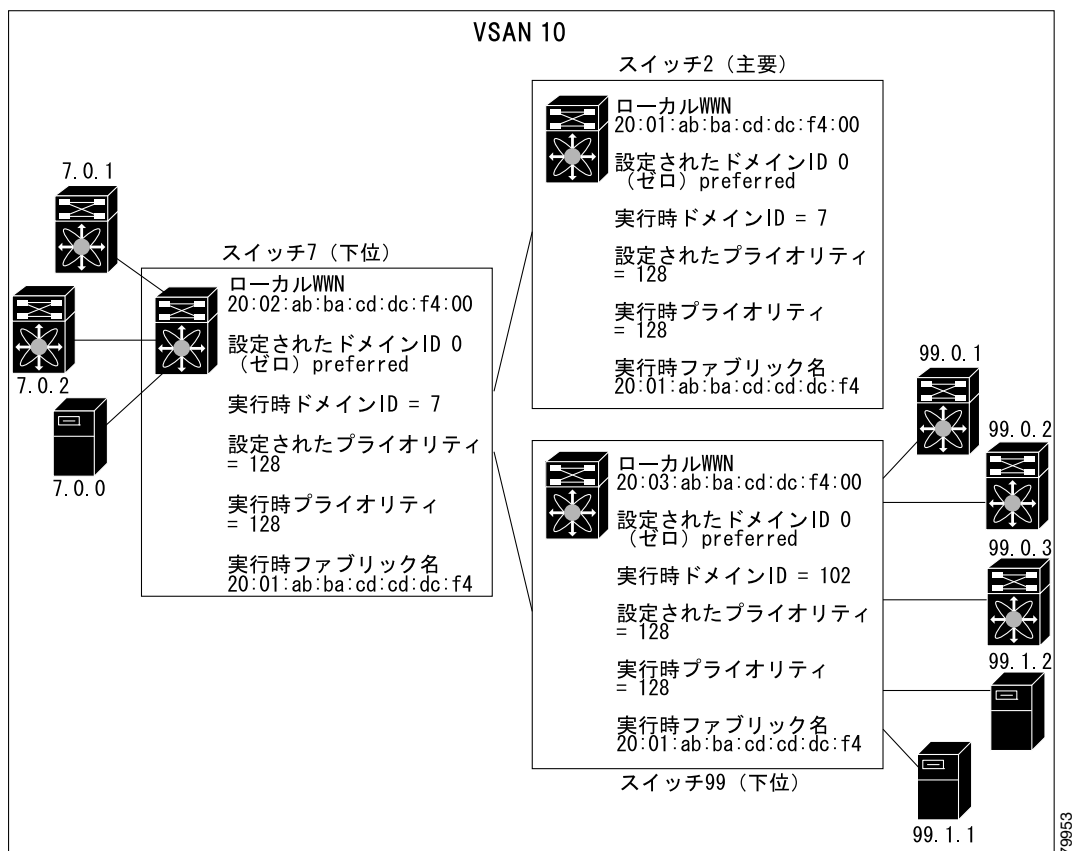 VSAN 10
スイッチ2（主要）
ローカルWWN
20:01:ab:ba:cd:dc:f4:00
設定されたドメインID 0
（ゼロ）preferred
実行時ドメインID = 7
設定されたプライオリティ
= 128
実行時プライオリティ
= 128
実行時ファブリック名
20:01:ab:ba:cd:cd:dc:f4
7.0.1
7.0.2
7.0.0
スイッチ7（下位）
ローカルWWN
20:02:ab:ba:cd:dc:f4:00
設定されたドメインID 0
（ゼロ）preferred
実行時ドメインID = 7
設定されたプライオリティ
= 128
実行時プライオリティ
= 128
実行時ファブリック名
20:01:ab:ba:cd:cd:dc:f4
ローカルWWN
20:03:ab:ba:cd:dc:f4:00
設定されたドメインID 0
（ゼロ）preferred
実行時ドメインID = 102
設定されたプライオリティ
= 128
実行時プライオリティ
= 128
実行時ファブリック名
20:01:ab:ba:cd:cd:dc:f4
スイッチ99（下位）
99.0.1
99.0.2
99.0.3
99.1.2
99.1.1
79953